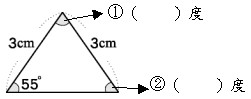 ①（　　）度
3cm　3cm
55°　②（　　）度